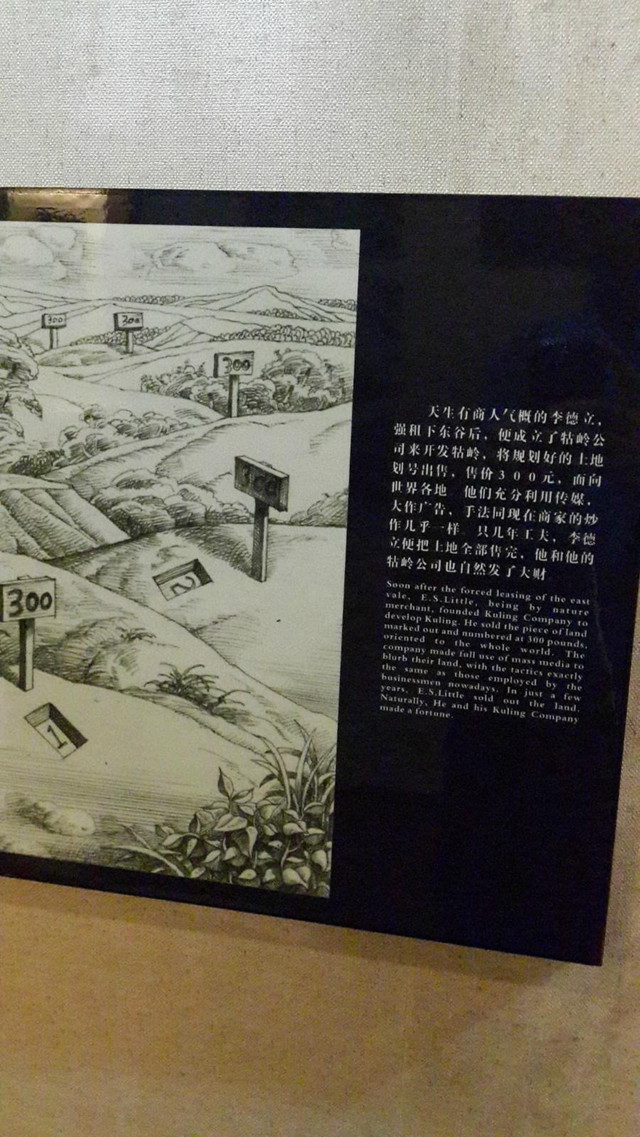 300
200
300
300
2
1
天生有商人气概的李德立，
强租下东谷后，便成立了牯岭公
司来开发牯岭，将规划好的土地
划号出售，售价３００元，面向
世界各地 他们充分利用传媒，
大作广告，手法同现在商家的炒
作几乎一样 只几年工夫，李德
立便把土地全部售完，他和他的
牯岭公司也自然发了大财
Soon after the forced leasing of the east
vale, E.S.Little, being by nature
merchant, founded Kuling Company to
develop Kuling. He sold the piece of land
marked out and numbered at 300 pounds,
oriented to the whole world. The
company made full use of mass media to
blurb their land, with the tactics exactly
the same as those employed by the
businessmen nowadays. In just a few
years, E.S.Little sold out the land.
Naturally, He and his Kuling Company
made a fortune.